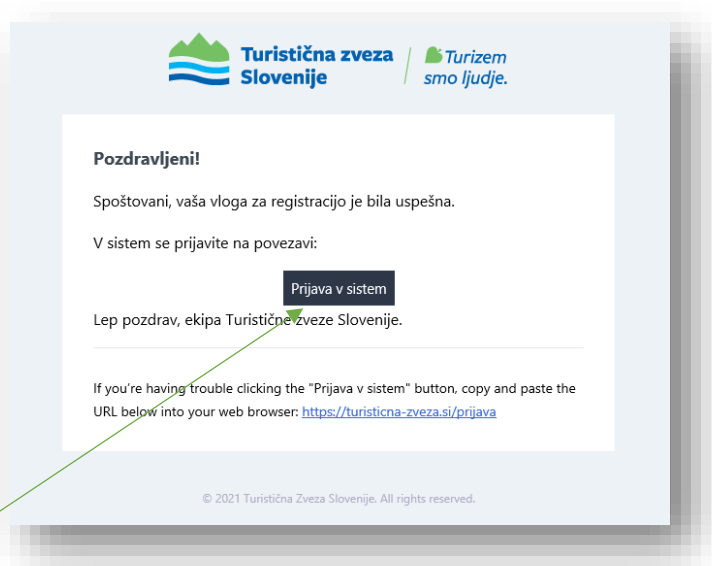 Turistična zveza
Slovenije
Turizem
smo ljudje.
Pozdravljeni!
Spoštovani, vaša vloga za registracijo je bila uspešna.
V sistem se prijavite na povezavi:
Prijava v sistem
Lep pozdrav, ekipa Turistične zveze Slovenije.
If you're having trouble clicking the "Prijava v sistem" button, copy and paste the
URL below into your web browser: https://turisticna-zveza.si/prijava
© 2021 Turistična Zveza Slovenije. All rights reserved.